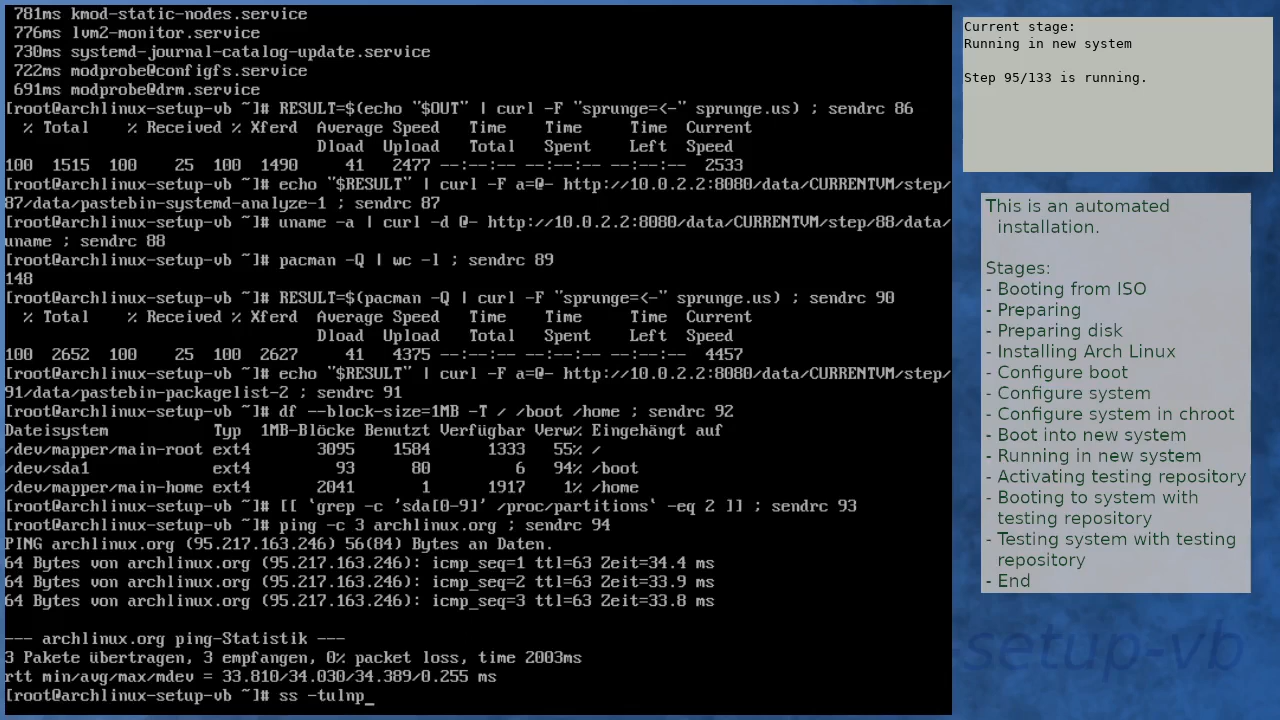 781ms kmod-static-nodes.service
 776ms lvm2-monitor.service
 730ms systemd-journal-catalog-update.service
 722ms modprobe@configfs.service
 691ms modprobe@drm.service
[root@archlinux-setup-vb ~]# RESULT=$(echo "$OUT" | curl -F "sprunge=<-" sprunge.us) ; sendrc 86
  % Total    % Received % Xferd  Average Speed   Time    Time     Time  Current
                                 Dload  Upload   Total   Spent    Left  Speed
100  1515  100    25  100  1490     41   2477 --:--:-- --:--:-- --:--:--  2533
[root@archlinux-setup-vb ~]# echo "$RESULT" | curl -F a=@- http://10.0.2.2:8080/data/CURRENTVM/step/
87/data/pastebin-systemd-analyze-1 ; sendrc 87
[root@archlinux-setup-vb ~]# uname -a | curl -d @- http://10.0.2.2:8080/data/CURRENTVM/step/88/data/
uname ; sendrc 88
[root@archlinux-setup-vb ~]# pacman -Q | wc -l ; sendrc 89
148
[root@archlinux-setup-vb ~]# RESULT=$(pacman -Q | curl -F "sprunge=<-" sprunge.us) ; sendrc 90
  % Total    % Received % Xferd  Average Speed   Time    Time     Time  Current
                                 Dload  Upload   Total   Spent    Left  Speed
100  2652  100    25  100  2627     41   4375 --:--:-- --:--:-- --:--:--  4457
[root@archlinux-setup-vb ~]# echo "$RESULT" | curl -F a=@- http://10.0.2.2:8080/data/CURRENTVM/step/
91/data/pastebin-packagelist-2 ; sendrc 91
[root@archlinux-setup-vb ~]# df --block-size=1MB -T / /boot /home ; sendrc 92
Dateisystem           Typ  1MB-Blöcke Benutzt Verfügbar Verw% Eingehängt auf
/dev/mapper/main-root ext4       3095    1584      1333   55% /
/dev/sda1             ext4         93      80         6   94% /boot
/dev/mapper/main-home ext4       2041       1      1917    1% /home
[root@archlinux-setup-vb ~]# [[ `grep -c 'sda[0-9]' /proc/partitions` -eq 2 ]] ; sendrc 93
[root@archlinux-setup-vb ~]# ping -c 3 archlinux.org ; sendrc 94
PING archlinux.org (95.217.163.246) 56(84) Bytes an Daten.
64 Bytes von archlinux.org (95.217.163.246): icmp_seq=1 ttl=63 Zeit=34.4 ms
64 Bytes von archlinux.org (95.217.163.246): icmp_seq=2 ttl=63 Zeit=33.9 ms
64 Bytes von archlinux.org (95.217.163.246): icmp_seq=3 ttl=63 Zeit=33.8 ms

--- archlinux.org ping-Statistik ---
3 Pakete übertragen, 3 empfangen, 0% packet loss, time 2003ms
rtt min/avg/max/mdev = 33.810/34.030/34.389/0.255 ms
[root@archlinux-setup-vb ~]# ss -tulnp_
Current stage:
Running in new system

Step 95/133 is running.
This is an automated
installation.

Stages:
- Booting from ISO
- Preparing
- Preparing disk
- Installing Arch Linux
- Configure boot
- Configure system
- Configure system in chroot
- Boot into new system
- Running in new system
- Activating testing repository
- Booting to system with
testing repository
- Testing system with testing
repository
- End
setup-vb